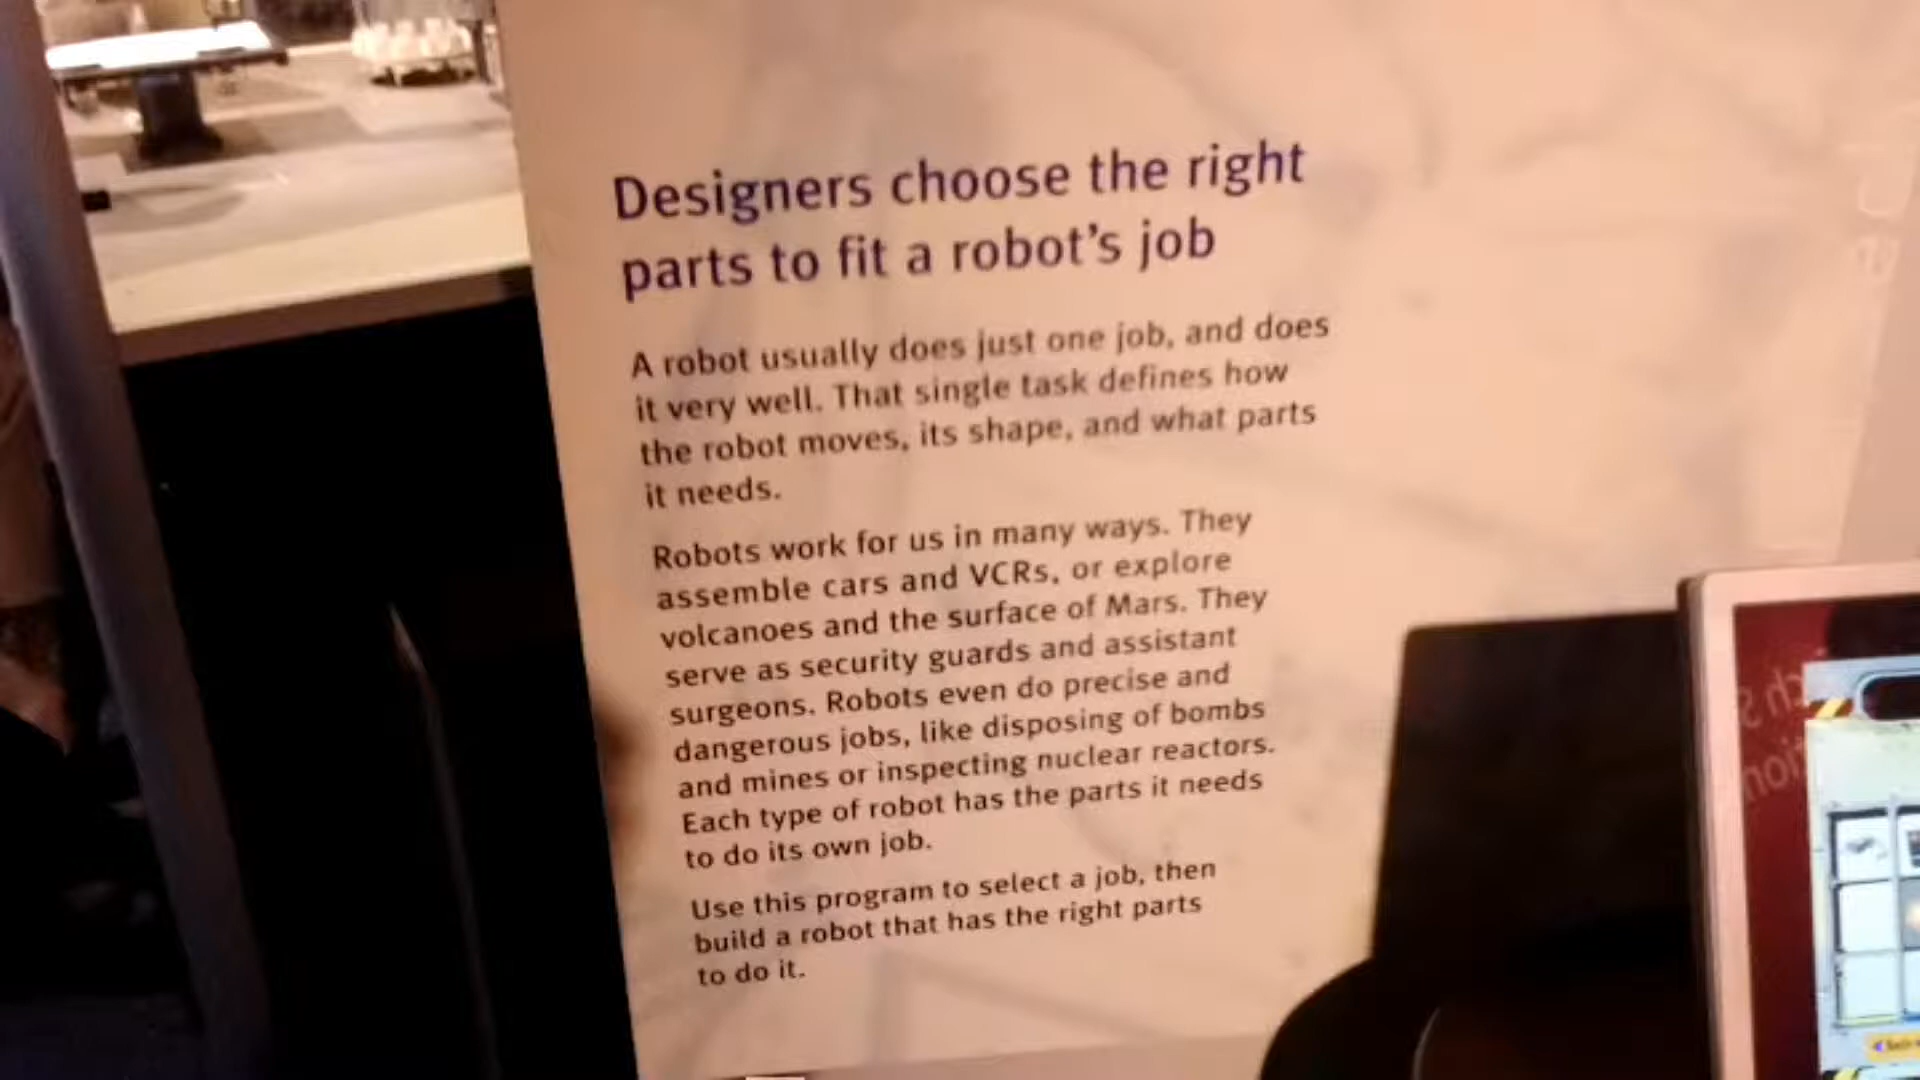 Designers choose the right
parts to fit a robot's job
A robot usually does just one job, and does
it very well. That single task defines how
the robot moves, its shape, and what parts
it needs.
Robots work for us in many ways. They
assemble cars and VCRs, or explore
volcanoes and the surface of Mars. They
serve as security guards and assistant
surgeons. Robots even do precise and
dangerous jobs, like disposing of bombs
and mines or inspecting nuclear reactors.
Each type of robot has the parts it needs
to do its own job.
Use this program to select a job, then
build a robot that has the right parts
to do it.